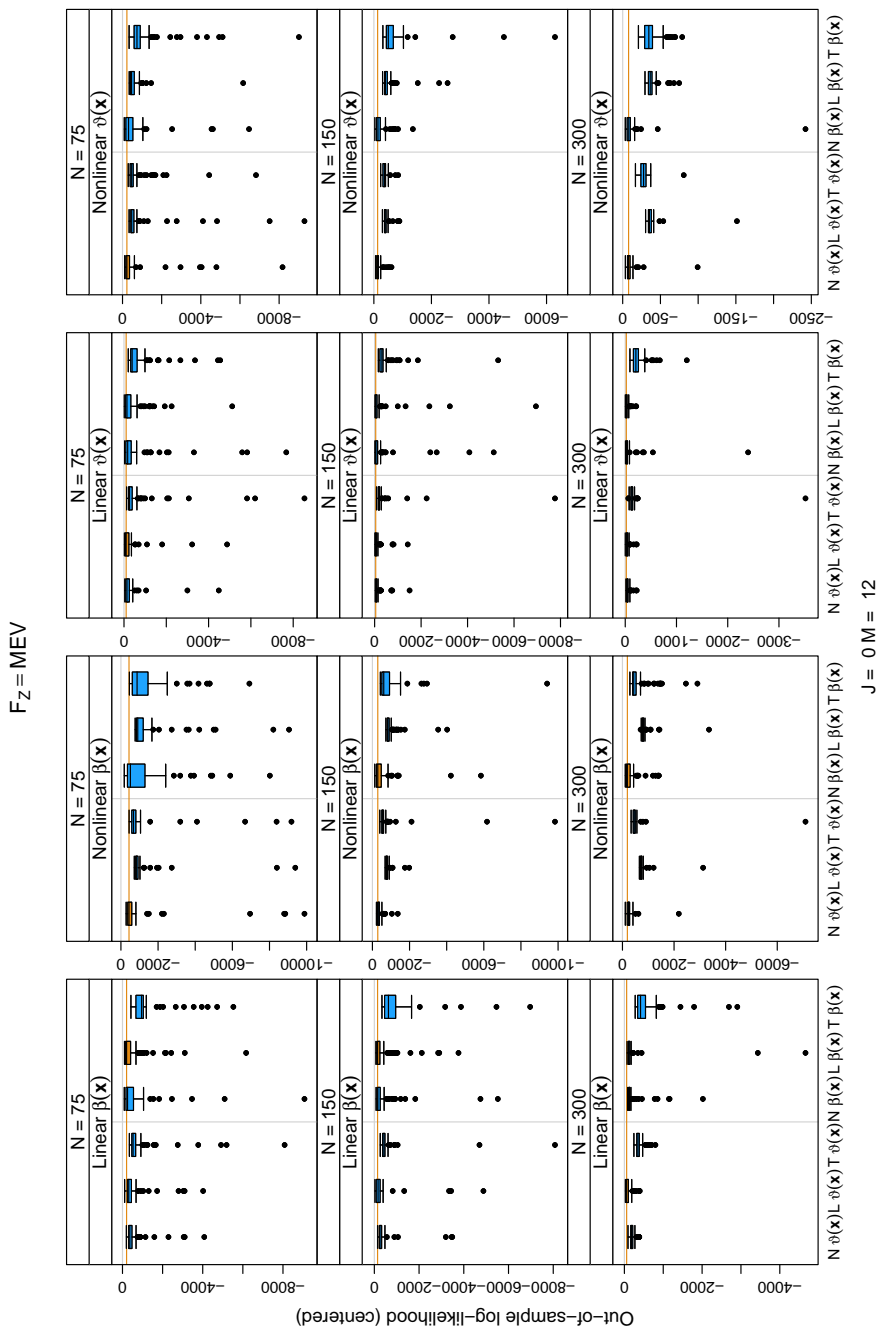 F_Z = MEV
N = 75
N = 75
N = 75
N = 75
Linear β(x)
Nonlinear β(x)
Linear ϑ(x)
Nonlinear ϑ(x)
0
−4000
−8000
0
−2000
−6000
−10000
0
−4000
−8000
0
−4000
−8000
N = 150
N = 150
N = 150
N = 150
Linear β(x)
Nonlinear β(x)
Linear ϑ(x)
Nonlinear ϑ(x)
0
−2000
−4000
−6000
−8000
0
−2000
−6000
−10000
0
−2000
−4000
−6000
−8000
0
−2000
−4000
−6000
N = 300
N = 300
N = 300
N = 300
Linear β(x)
Nonlinear β(x)
Linear ϑ(x)
Nonlinear ϑ(x)
0
−2000
−4000
0
−2000
−4000
−6000
0
−1000
−2000
−3000
0
−500
−1500
−2500
N ϑ(x) L ϑ(x) T ϑ(x) N β(x) L β(x) T β(x)
N ϑ(x) L ϑ(x) T ϑ(x) N β(x) L β(x) T β(x)
N ϑ(x) L ϑ(x) T ϑ(x) N β(x) L β(x) T β(x)
N ϑ(x) L ϑ(x) T ϑ(x) N β(x) L β(x) T β(x)
J = 0 M = 12
Out−of−sample log−likelihood (centered)